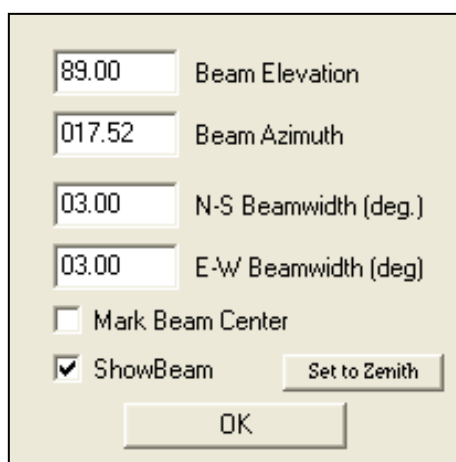 89.00 Beam Elevation
017.52 Beam Azimuth
03.00 N-S Beamwidth (deg.)
03.00 E-W Beamwidth (deg)
Mark Beam Center
ShowBeam Set to Zenith
OK